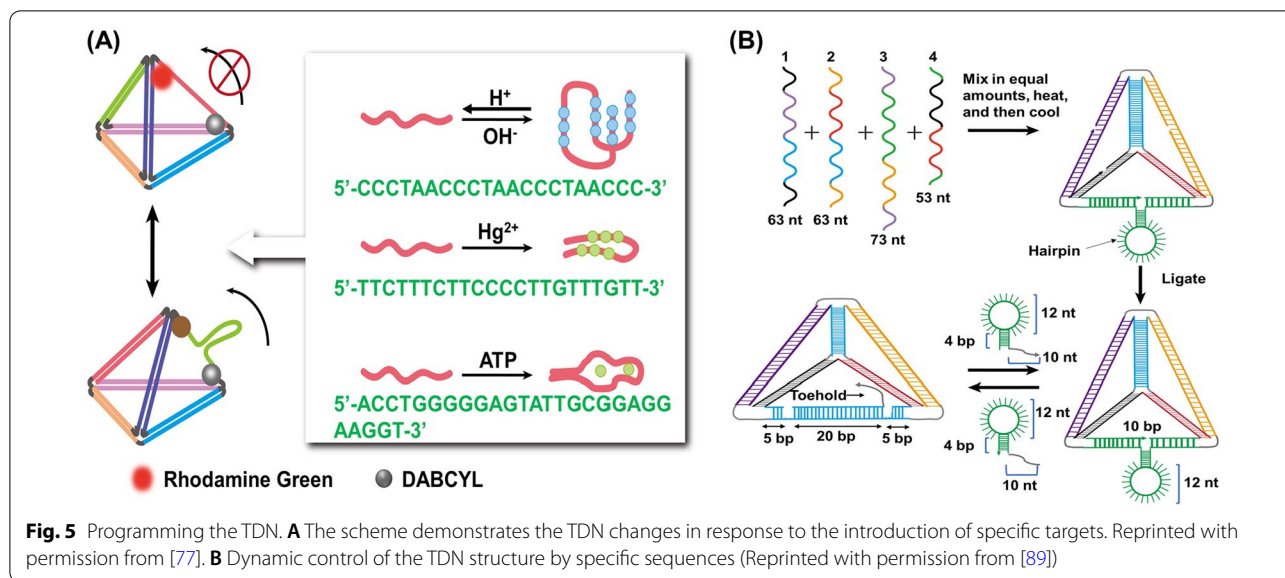 (A)
H+
OH-
5'-CCCTAACCCTAACCCTAACCC-3'
Hg2+
5'-TTCTTTCTTCCCCTTGTTTGTT-3'
ATP
5'-ACCTGGGGGAGTATTGCGGAGG
AAGGT-3'
Rhodamine Green
DABCYL
(B)
1
2
3
4
+
+
+
63 nt
63 nt
73 nt
53 nt
Mix in equal
amounts, heat,
and then cool
Hairpin
Ligate
12 nt
4 bp
10 nt
Toehold
5 bp
20 bp
5 bp
12 nt
4 bp
10 nt
10 bp
12 nt
Fig. 5 Programming the TDN. A The scheme demonstrates the TDN changes in response to the introduction of specific targets. Reprinted with
permission from [77]. B Dynamic control of the TDN structure by specific sequences (Reprinted with permission from [89])